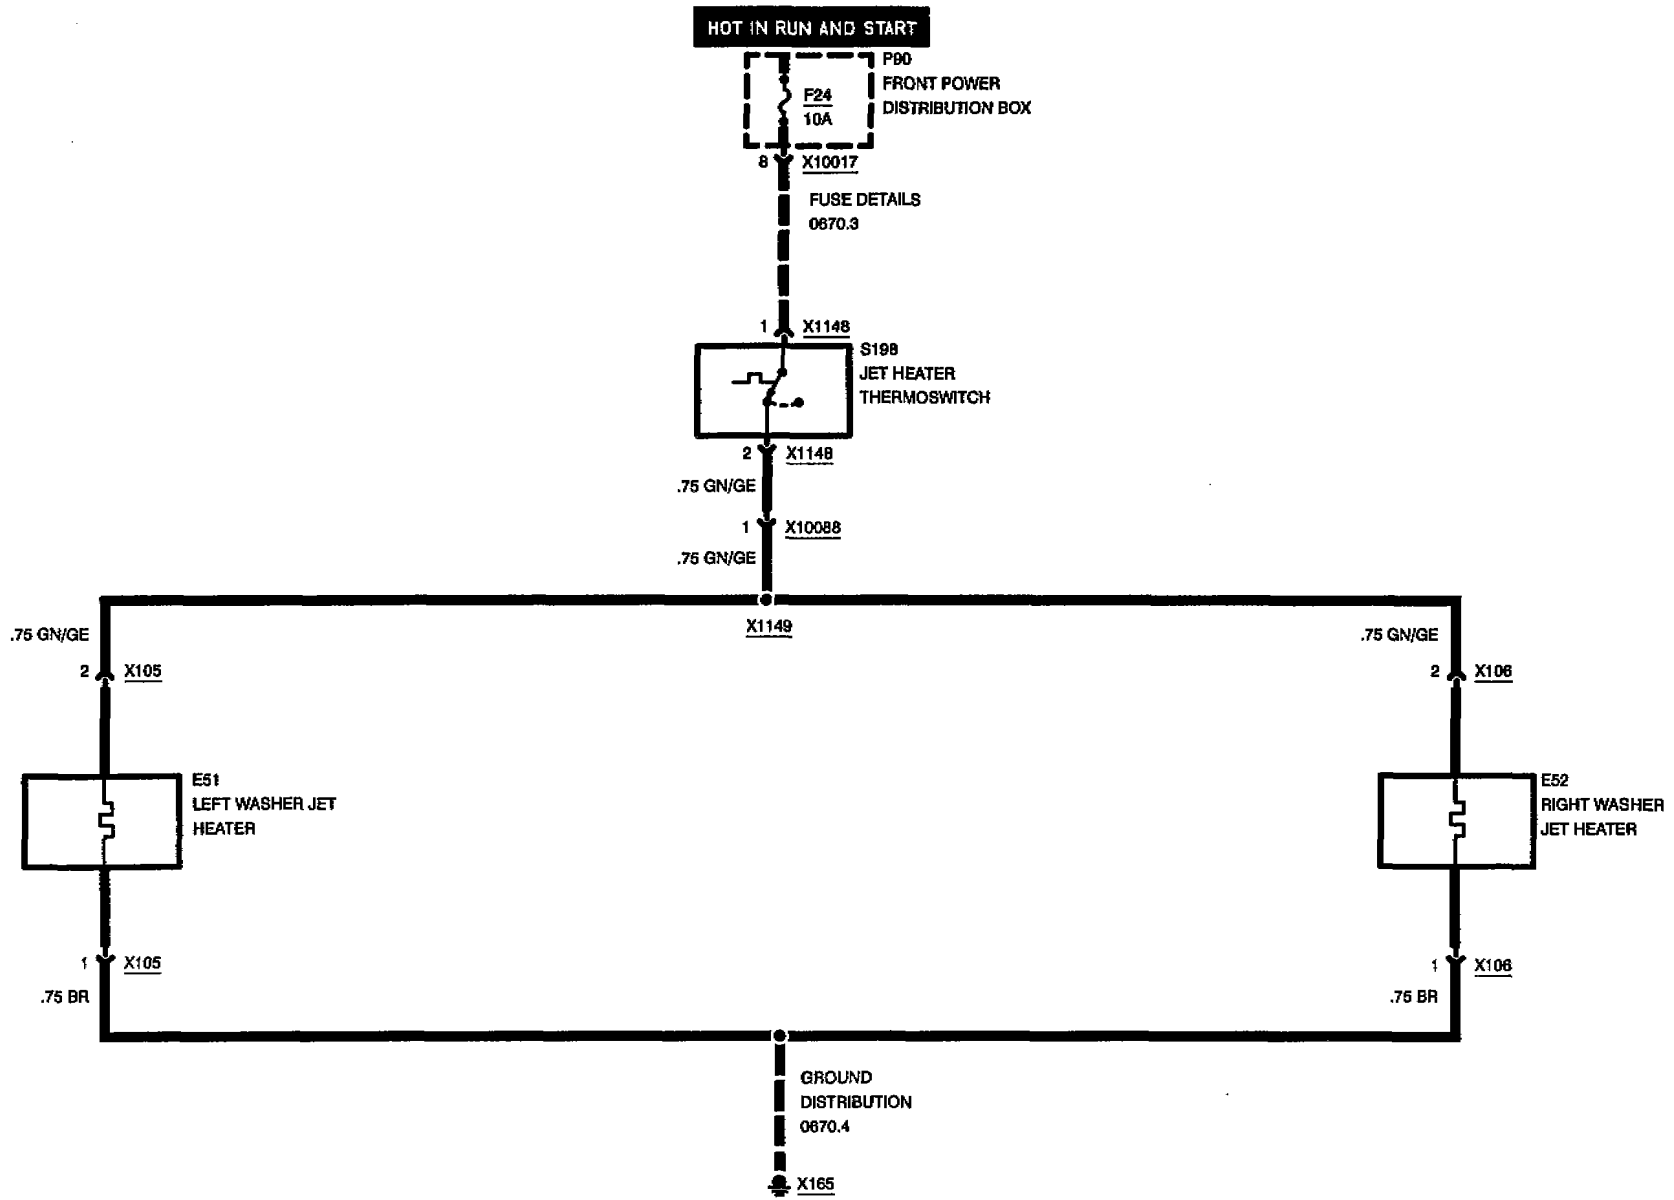 HOT IN RUN AND START
P90
FRONT POWER
DISTRIBUTION BOX
F24
10A
8 X10017
FUSE DETAILS
0670.3
1 X1148
S198
JET HEATER
THERMOSWITCH
2 X1148
.75 GN/GE
1 X10088
.75 GN/GE
X1149
.75 GN/GE
.75 GN/GE
2 X105
2 X106
E51
LEFT WASHER JET
HEATER
E52
RIGHT WASHER
JET HEATER
1 X105
1 X106
.75 BR
.75 BR
GROUND
DISTRIBUTION
0670.4
X165